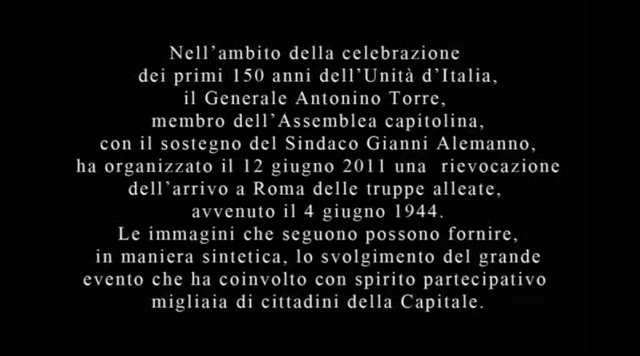 Nell'ambito della celebrazione
dei primi 150 anni dell'Unità d'Italia,
il Generale Antonino Torre,
membro dell'Assemblea capitolina,
con il sostegno del Sindaco Gianni Alemanno,
ha organizzato il 12 giugno 2011 una rievocazione
dell'arrivo a Roma delle truppe alleate,
avvenuto il 4 giugno 1944.
Le immagini che seguono possono fornire,
in maniera sintetica, lo svolgimento del grande
evento che ha coinvolto con spirito partecipativo
migliaia di cittadini della Capitale.